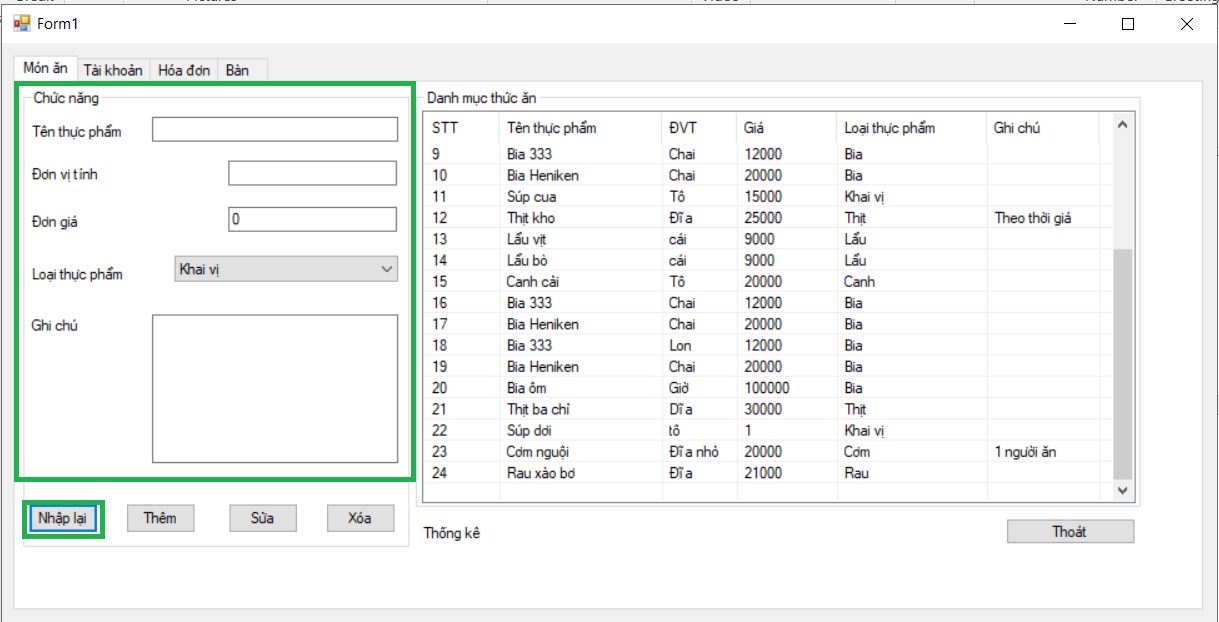 Form1
Món ăn Tài khoản Hóa đơn Bàn
Chức năng
Tên thực phẩm
Đơn vị tính
Đơn giá 0
Loại thực phẩm Khai vị
Ghi chú
Nhập lại Thêm Sửa Xóa
Danh mục thức ăn
STT Tên thực phẩm ĐVT Giá Loại thực phẩm Ghi chú
9 Bia 333 Chai 12000 Bia
10 Bia Heniken Chai 20000 Bia
11 Súp cua Tô 15000 Khai vị
12 Thịt kho Đĩa 25000 Thịt Theo thời giá
13 Lẩu vịt cái 9000 Lẩu
14 Lẩu bò cái 9000 Lẩu
15 Canh cải Tô 20000 Canh
16 Bia 333 Chai 12000 Bia
17 Bia Heniken Chai 20000 Bia
18 Bia 333 Lon 12000 Bia
19 Bia Heniken Chai 20000 Bia
20 Bia ôm Giờ 100000 Bia
21 Thịt ba chỉ Dĩa 30000 Thịt
22 Súp dơi tô 1 Khai vị
23 Cơm nguội Đĩa nhỏ 20000 Cơm 1 người ăn
24 Rau xào bơ Đĩa 21000 Rau
Thống kê
Thoát